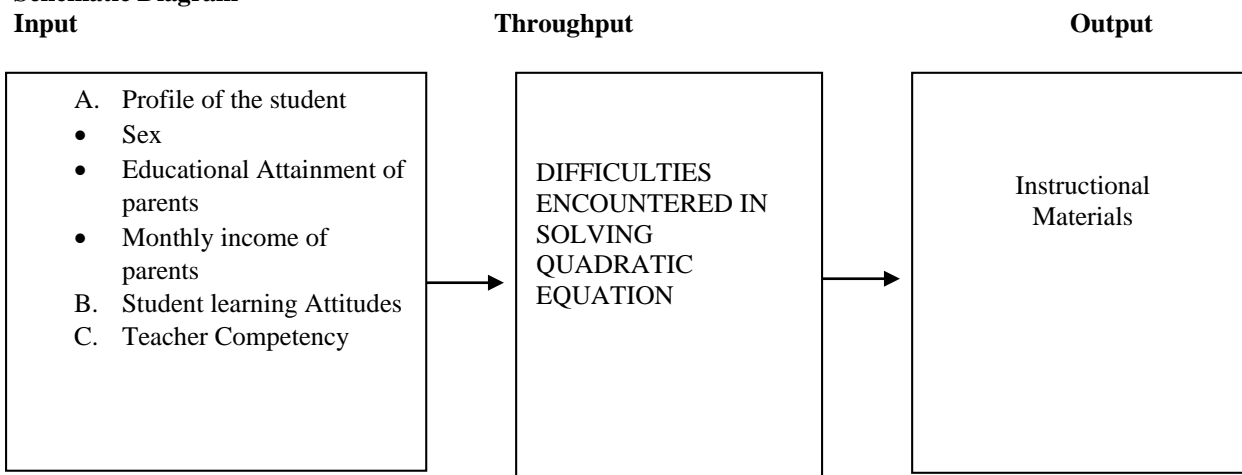 Schematic Diagram
Input
Throughput
Output
A. Profile of the student
• Sex
• Educational Attainment of
parents
• Monthly income of
parents
B. Student learning Attitudes
C. Teacher Competency
DIFFICULTIES
ENCOUNTERED IN
SOLVING
QUADRATIC
EQUATION
Instructional
Materials